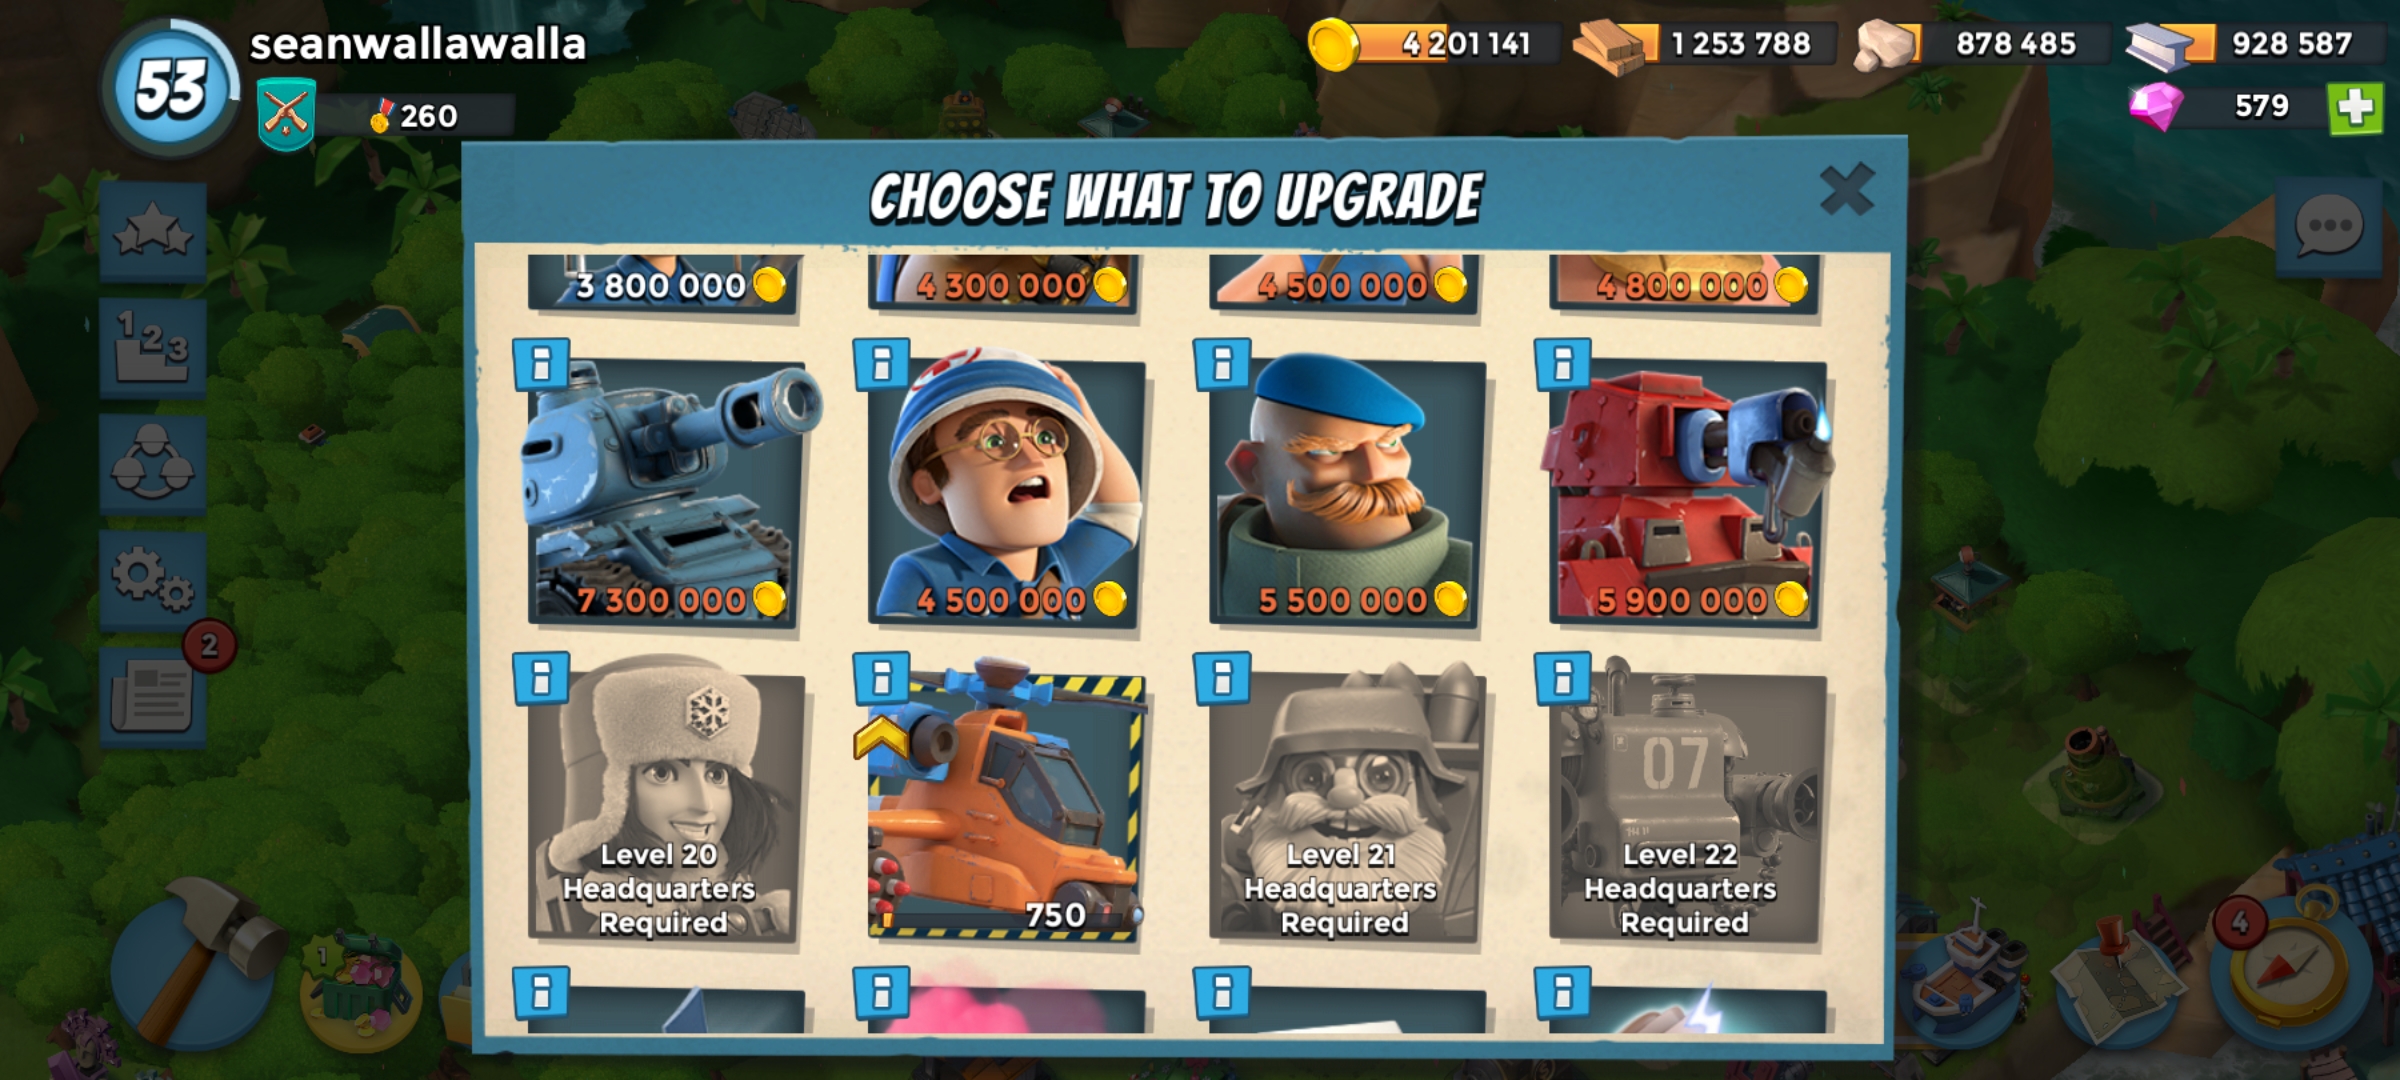 53
seanwallawalla
260
4 201 141
1 253 788
878 485
928 587
579
CHOOSE WHAT TO UPGRADE
3 800 000
4 300 000
4 500 000
4 800 000
1 2 3
7 300 000
4 500 000
5 500 000
5 900 000
2
07
Level 20
Headquarters
Required
750
Level 21
Headquarters
Required
Level 22
Headquarters
Required
1
4